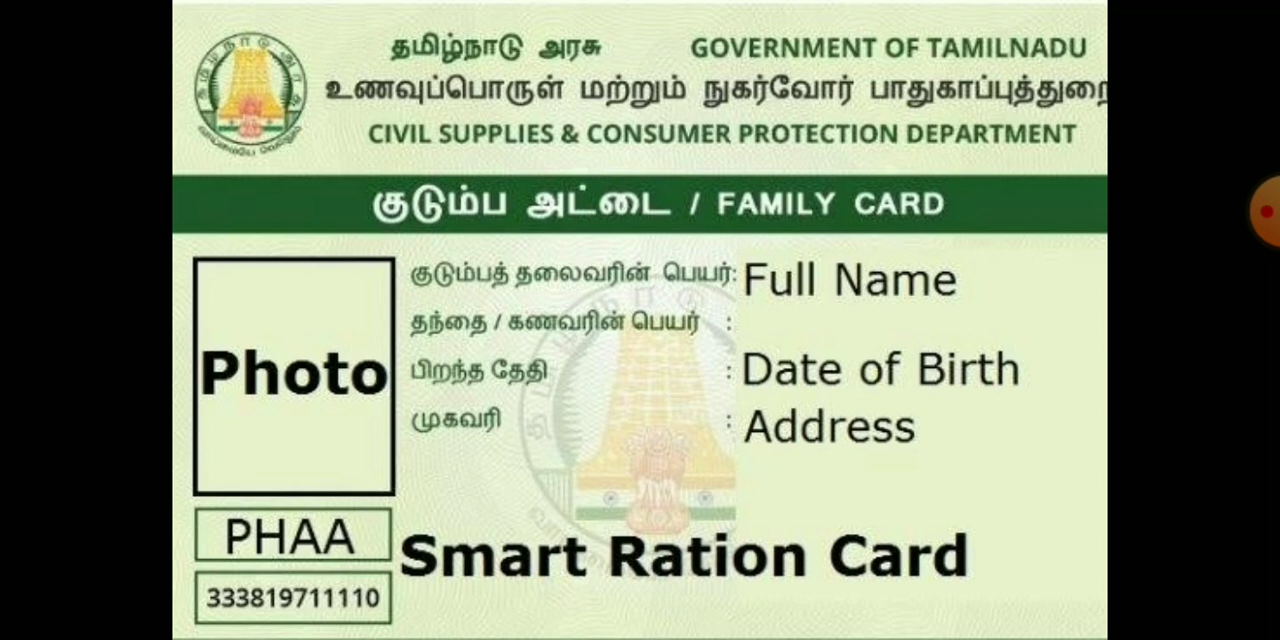 தமிழ்நாடு அரசு GOVERNMENT OF TAMILNADU
உணவுப்பொருள் மற்றும் நுகர்வோர் பாதுகாப்புத்துறை
CIVIL SUPPLIES & CONSUMER PROTECTION DEPARTMENT
குடும்ப அட்டை / FAMILY CARD
குடும்பத் தலைவரின் பெயர்: Full Name
தந்தை / கணவரின் பெயர் :
பிறந்த தேதி : Date of Birth
முகவரி : Address
Photo
PHAA
Smart Ration Card
333819711110